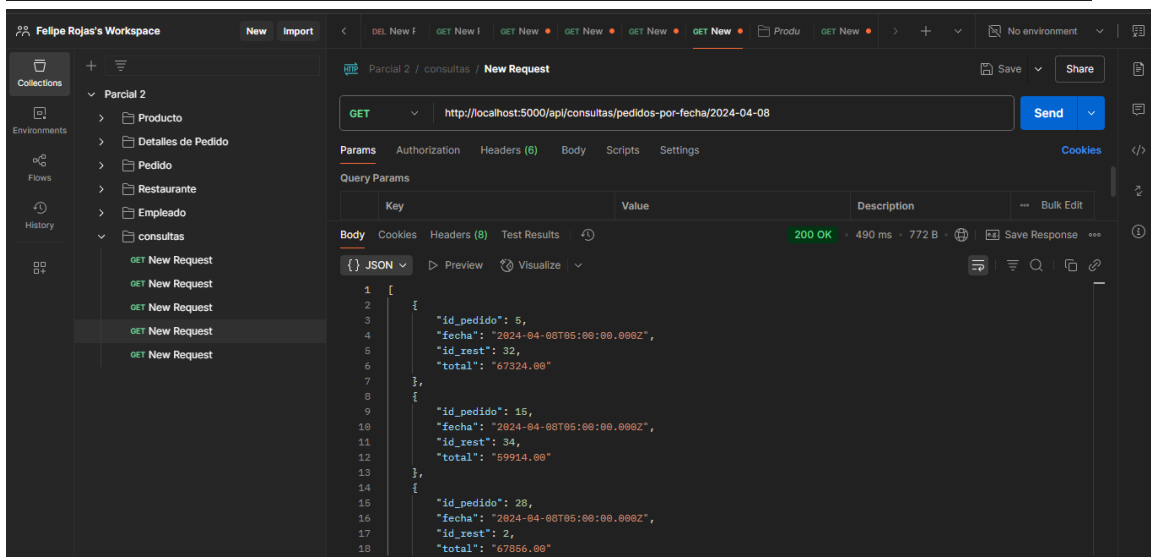 Felipe Rojas's Workspace New Import
DEL New F GET New I GET New GET New GET New GET New Produ GET New No environment
Collections
Environments
Flows
History
Parcial 2
Producto
Detalles de Pedido
Pedido
Restaurante
Empleado
consultas
GET New Request
GET New Request
GET New Request
GET New Request
GET New Request
HTTP Parcial 2 / consultas / New Request Save Share
GET http://localhost:5000/api/consultas/pedidos-por-fecha/2024-04-08 Send
Params Authorization Headers (6) Body Scripts Settings Cookies
Query Params
Key Value Description Bulk Edit
Body Cookies Headers (8) Test Results 200 OK 490 ms 772 B Save Response
{} JSON Preview Visualize
1 [
2 {
3 "id_pedido": 5,
4 "fecha": "2024-04-08T05:00:00.000Z",
5 "id_rest": 32,
6 "total": "67324.00"
7 },
8 {
9 "id_pedido": 15,
10 "fecha": "2024-04-08T05:00:00.000Z",
11 "id_rest": 34,
12 "total": "59914.00"
13 },
14 {
15 "id_pedido": 28,
16 "fecha": "2024-04-08T05:00:00.000Z",
17 "id_rest": 2,
18 "total": "67856.00"